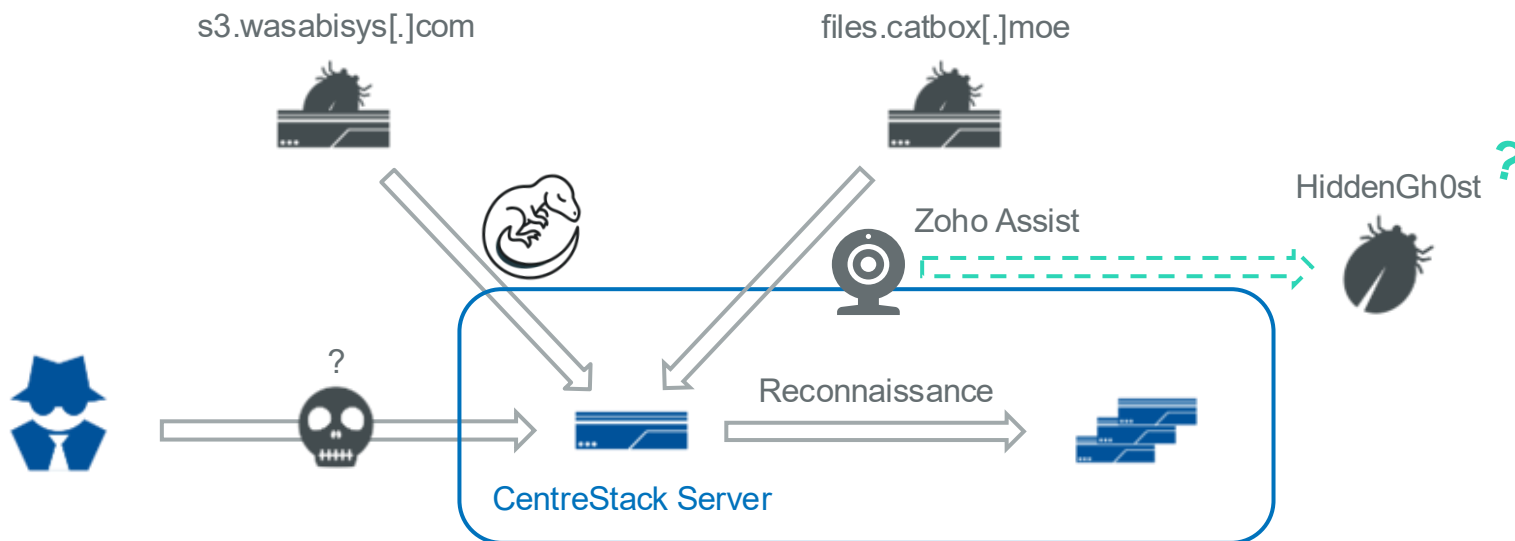 s3.wasabisys[.]com
files.catbox[.]moe
HiddenGh0st
?
Zoho Assist
?
Reconnaissance
CentreStack Server